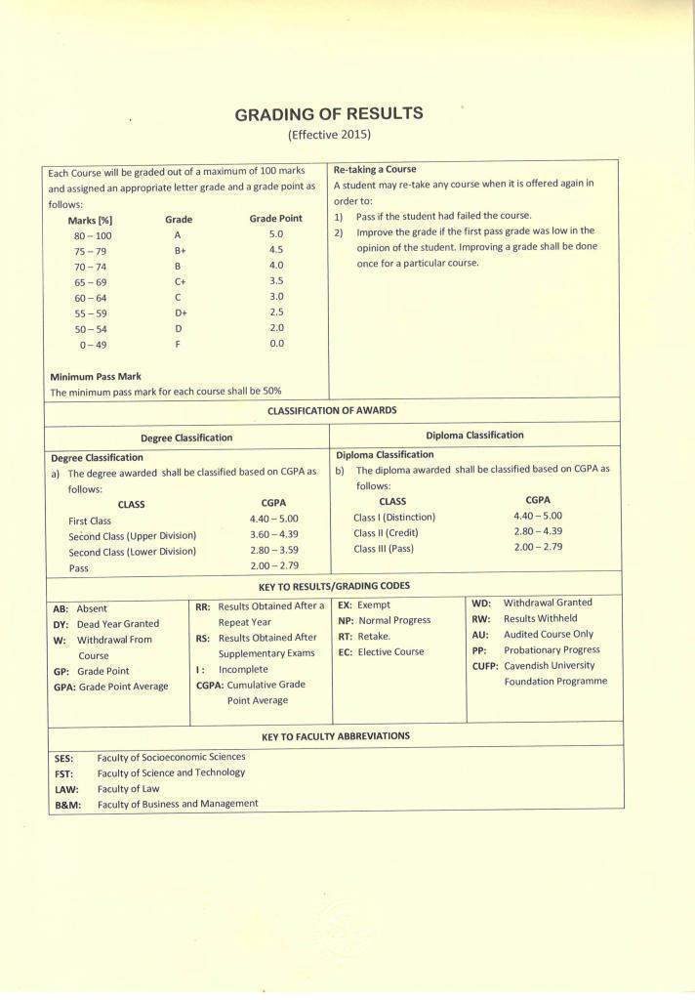 GRADING OF RESULTS
(Effective 2015)
Each Course will be graded out of a maximum of 100 marks
and assigned an appropriate letter grade and a grade point as
follows:
Marks [%] Grade Grade Point
80 – 100 A 5.0
75 – 79 B+ 4.5
70 – 74 B 4.0
65 – 69 C+ 3.5
60 – 64 C 3.0
55 – 59 D+ 2.5
50 – 54 D 2.0
0 – 49 F 0.0
Minimum Pass Mark
The minimum pass mark for each course shall be 50%
Re-taking a Course
A student may re-take any course when it is offered again in
order to:
1) Pass if the student had failed the course.
2) Improve the grade if the first pass grade was low in the
opinion of the student. Improving a grade shall be done
once for a particular course.
CLASSIFICATION OF AWARDS
Degree Classification
Degree Classification
a) The degree awarded shall be classified based on CGPA as
follows:
CLASS CGPA
First Class 4.40 – 5.00
Second Class (Upper Division) 3.60 – 4.39
Second Class (Lower Division) 2.80 – 3.59
Pass 2.00 – 2.79
Diploma Classification
Diploma Classification
b) The diploma awarded shall be classified based on CGPA as
follows:
CLASS CGPA
Class I (Distinction) 4.40 – 5.00
Class II (Credit) 2.80 – 4.39
Class III (Pass) 2.00 – 2.79
KEY TO RESULTS/GRADING CODES
AB: Absent
DY: Dead Year Granted
W: Withdrawal From
Course
GP: Grade Point
GPA: Grade Point Average
RR: Results Obtained After a
Repeat Year
RS: Results Obtained After
Supplementary Exams
I : Incomplete
CGPA: Cumulative Grade
Point Average
EX: Exempt
NP: Normal Progress
RT: Retake.
EC: Elective Course
WD: Withdrawal Granted
RW: Results Withheld
AU: Audited Course Only
PP: Probationary Progress
CUFP: Cavendish University
Foundation Programme
KEY TO FACULTY ABBREVIATIONS
SES: Faculty of Socioeconomic Sciences
FST: Faculty of Science and Technology
LAW: Faculty of Law
B&M: Faculty of Business and Management